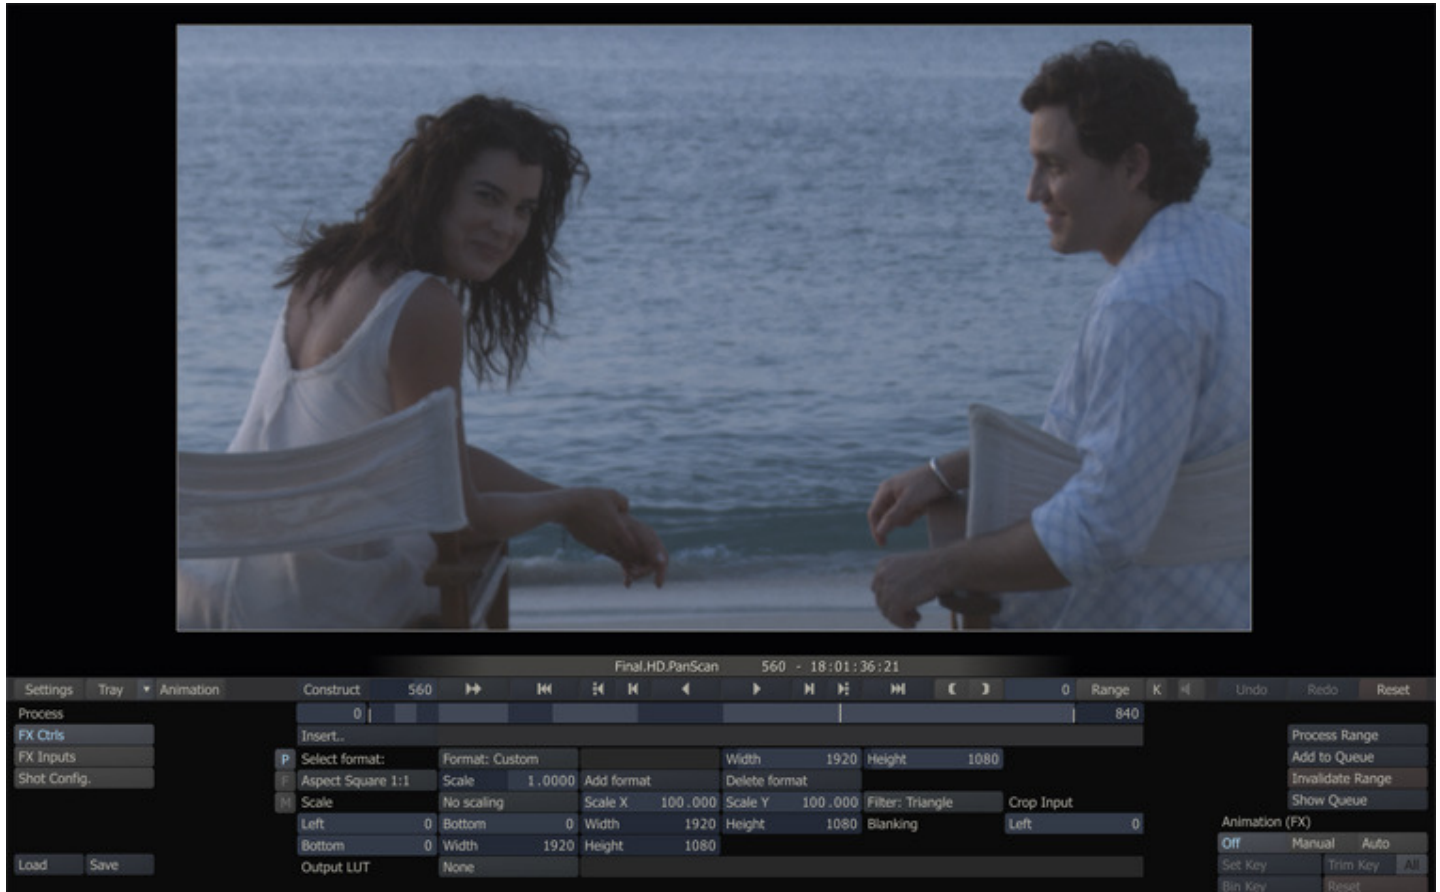 Final.HD.PanScan 560 - 18:01:36:21
Settings Tray Animation Construct 560 0 Range K Undo Redo Reset
Process 0 840
FX Ctrls Insert.. Process Range
FX Inputs P Select format: Format: Custom Width 1920 Height 1080 Add to Queue
Shot Config. F Aspect Square 1:1 Scale 1.0000 Add format Delete format Invalidate Range
M Scale No scaling Scale X 100.000 Scale Y 100.000 Filter: Triangle Crop Input Show Queue
Left 0 Bottom 0 Width 1920 Height 1080 Blanking Left 0 Animation (FX)
Bottom 0 Width 1920 Height 1080 Off Manual Auto
Load Save Output LUT None Set Key Trim Key All
Bin Key Reset